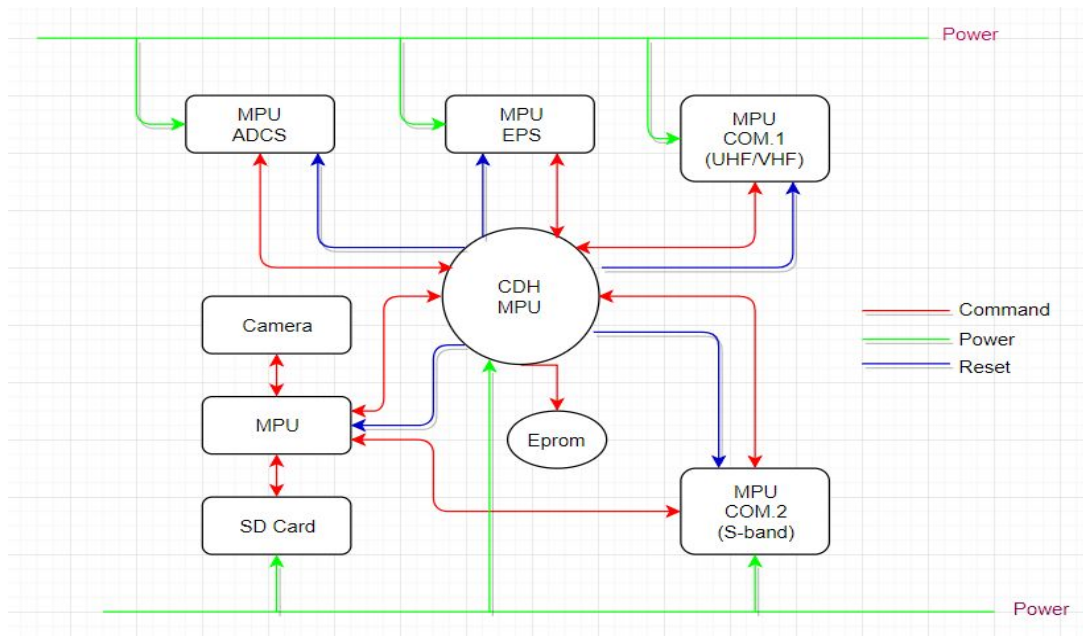 Power
MPU
ADCS
MPU
EPS
MPU
COM.1
(UHF/VHF)
CDH
MPU
Camera
Command
Power
Reset
MPU
Eprom
SD Card
MPU
COM.2
(S-band)
Power